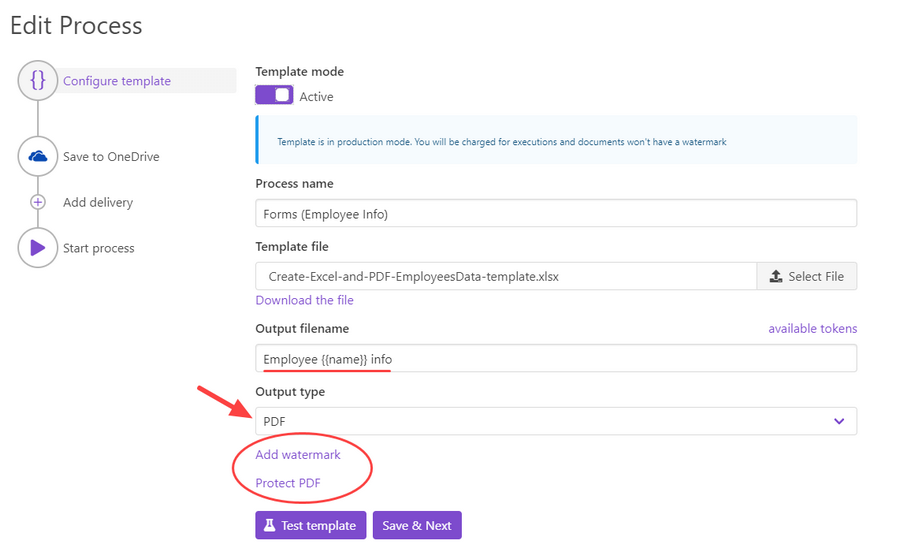 Edit Process
{} Configure template
Save to OneDrive
Add delivery
Start process
Template mode
Active
Template is in production mode. You will be charged for executions and documents won't have a watermark
Process name
Forms (Employee Info)
Template file
Create-Excel-and-PDF-EmployeesData-template.xlsx Select File
Download the file
Output filename available tokens
Employee {{name}} info
Output type
PDF
Add watermark
Protect PDF
Test template Save & Next